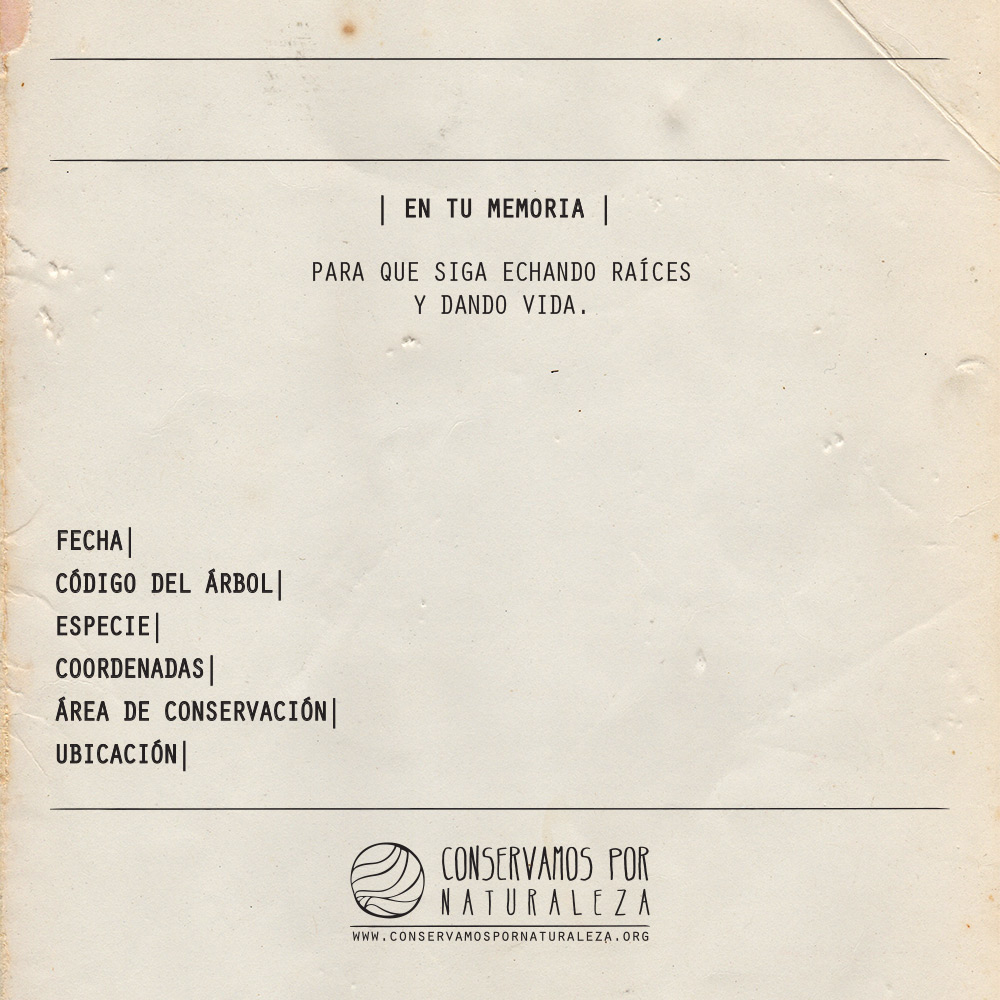 | EN TU MEMORIA |
PARA QUE SIGA ECHANDO RAÍCES
Y DANDO VIDA.
FECHA|
CÓDIGO DEL ÁRBOL|
ESPECIE|
COORDENADAS|
ÁREA DE CONSERVACIÓN|
UBICACIÓN|
CONSERVAMOS POR
NATURALEZA
WWW.CONSERVAMOSPORNATURALEZA.ORG